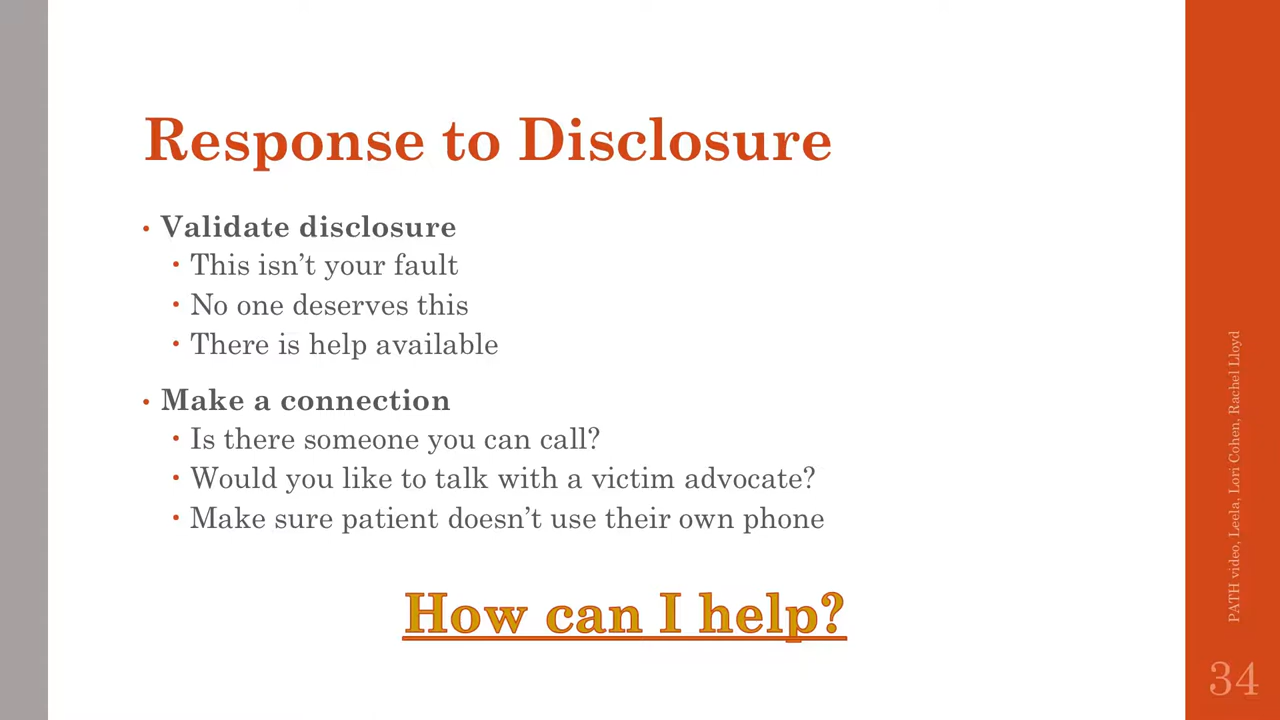 Response to Disclosure
• Validate disclosure
• This isn’t your fault
• No one deserves this
• There is help available
• Make a connection
• Is there someone you can call?
• Would you like to talk with a victim advocate?
• Make sure patient doesn’t use their own phone
How can I help?
PATH video, Leela, Lori Cohen, Rachel Lloyd
34